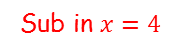 Sub in x = 4